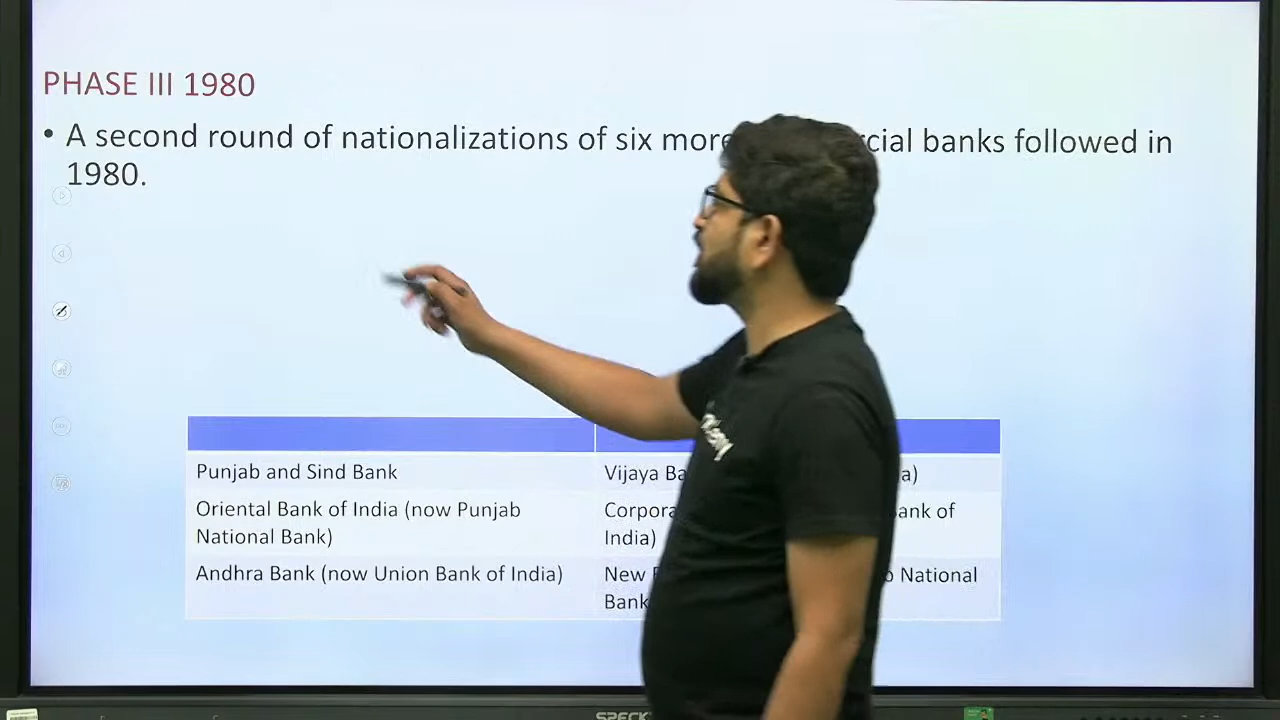 PHASE III 1980
• A second round of nationalizations of six more cial banks followed in
1980.
Punjab and Sind Bank
Vijaya Ba a)
Oriental Bank of India (now Punjab
National Bank)
Corpora ank of
India)
Andhra Bank (now Union Bank of India)
New National
Bank
SPECK